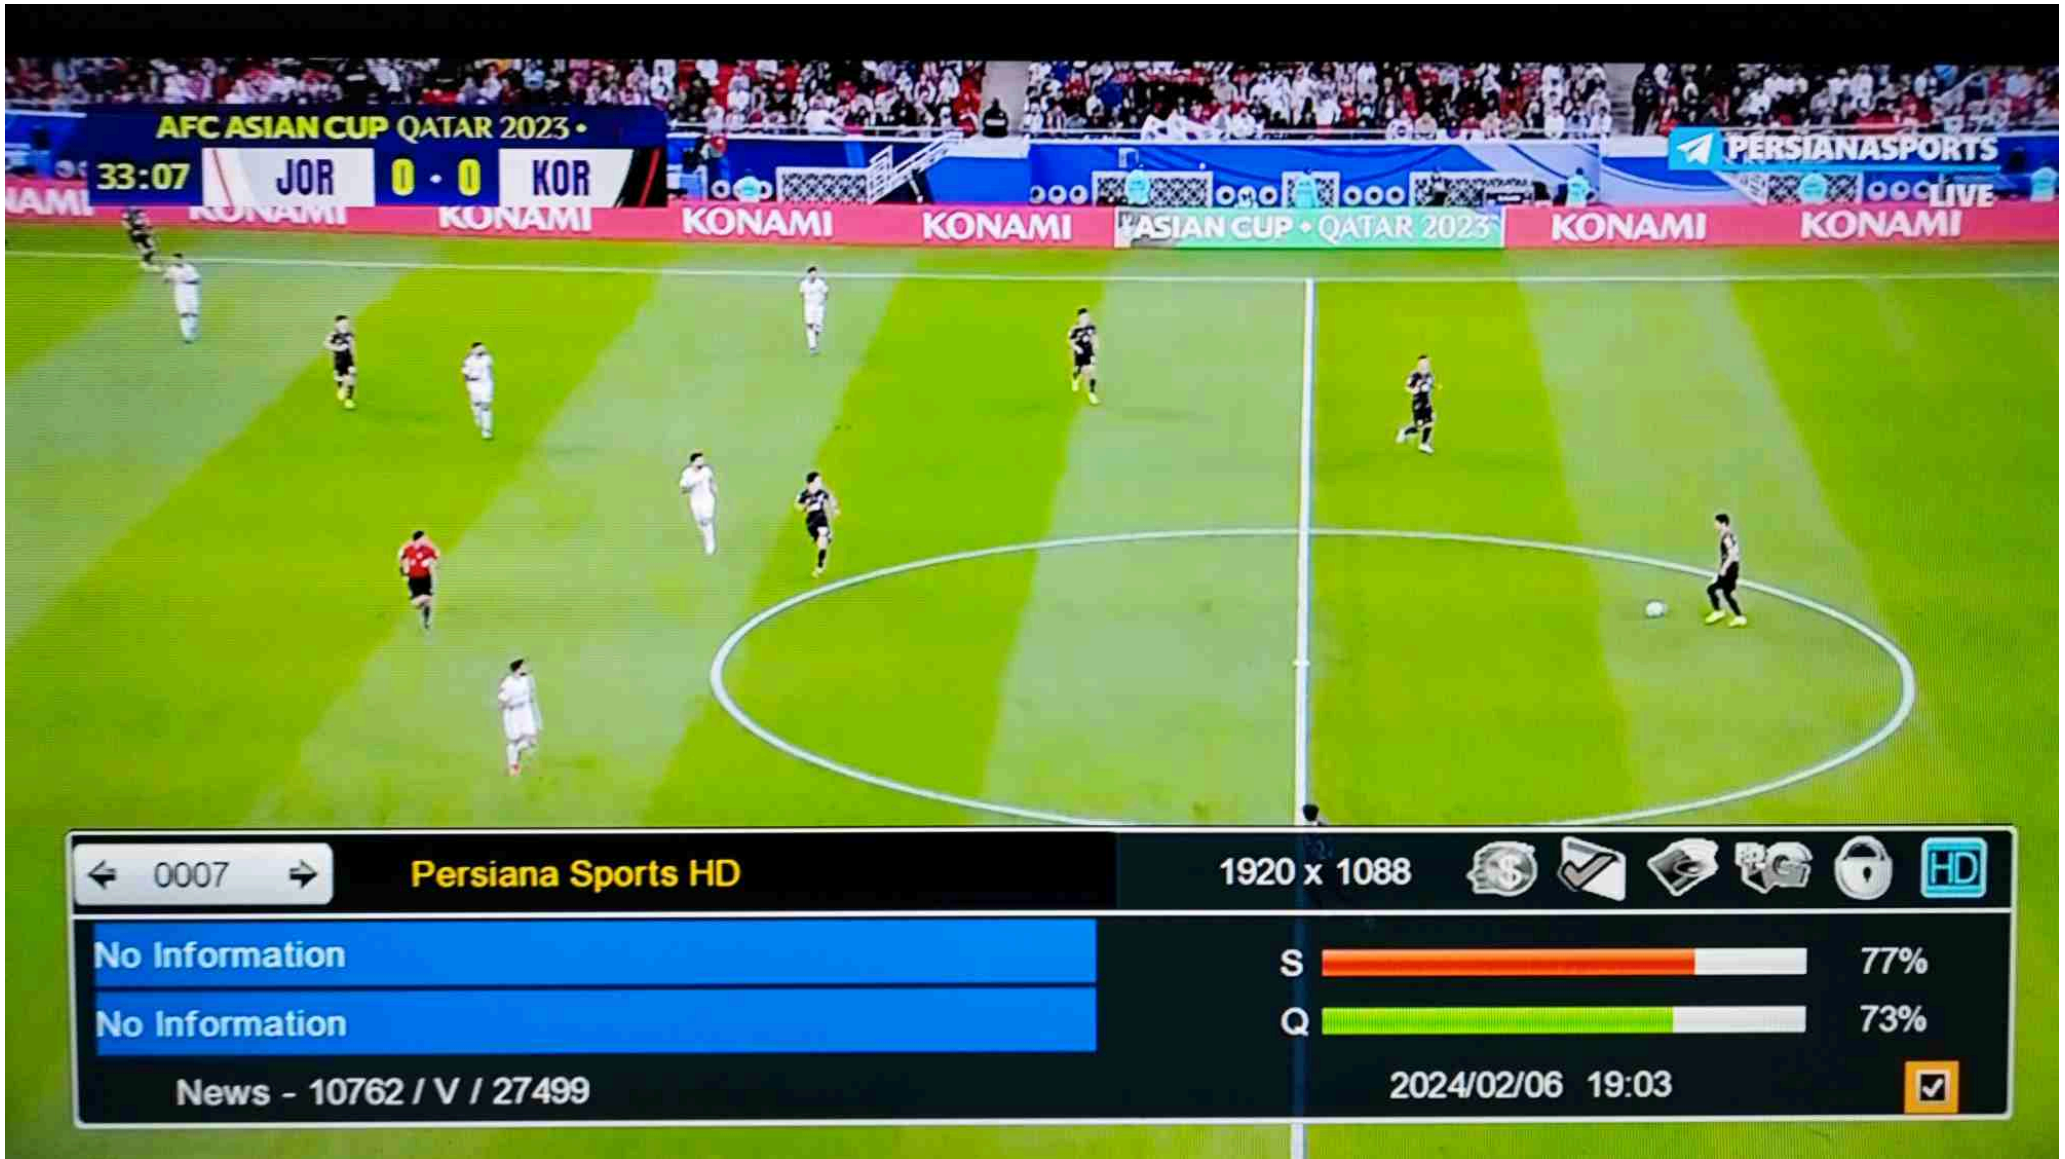 AFC ASIAN CUP QATAR 2023
33:07 JOR 0 - 0 KOR
PERSIANASPORTS
LIVE
KONAMI KONAMI KONAMI KONAMI ASIAN CUP QATAR 2023 KONAMI KONAMI
0007 Persiana Sports HD 1920 x 1088 $ G HD
No Information
S 77%
No Information
Q 73%
News - 10762 / V / 27499 2024/02/06 19:03